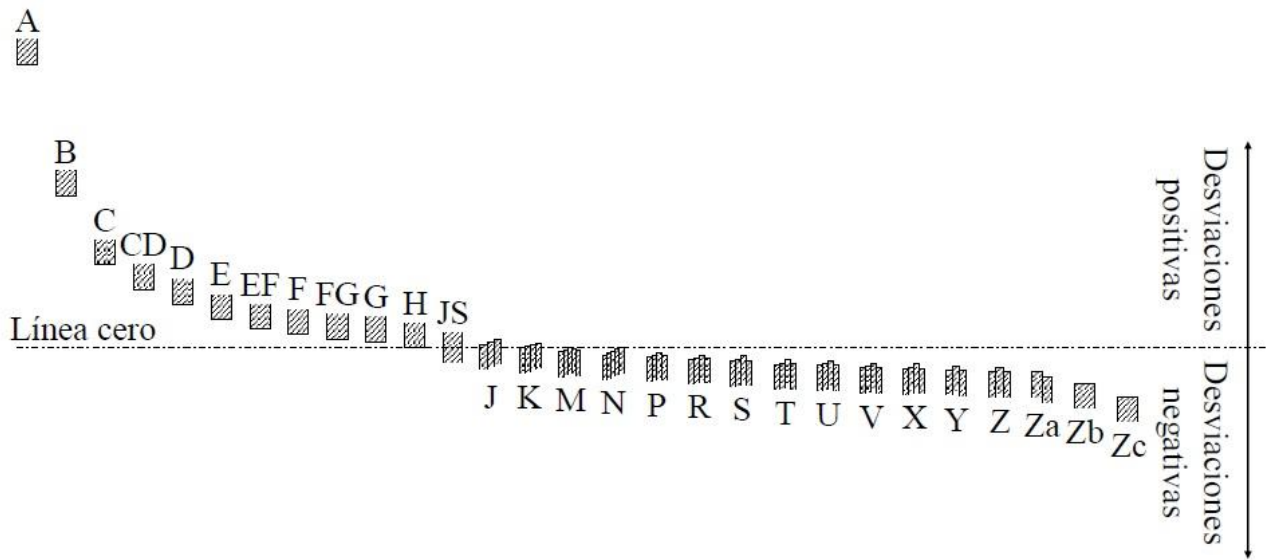 A
B
C
CD
D
E
EF
F
FG
G
H
JS
Línea cero
J
K
M
N
P
R
S
T
U
V
X
Y
Z
Za
Zb
Zc
Desviaciones
positivas
Desviaciones
negativas